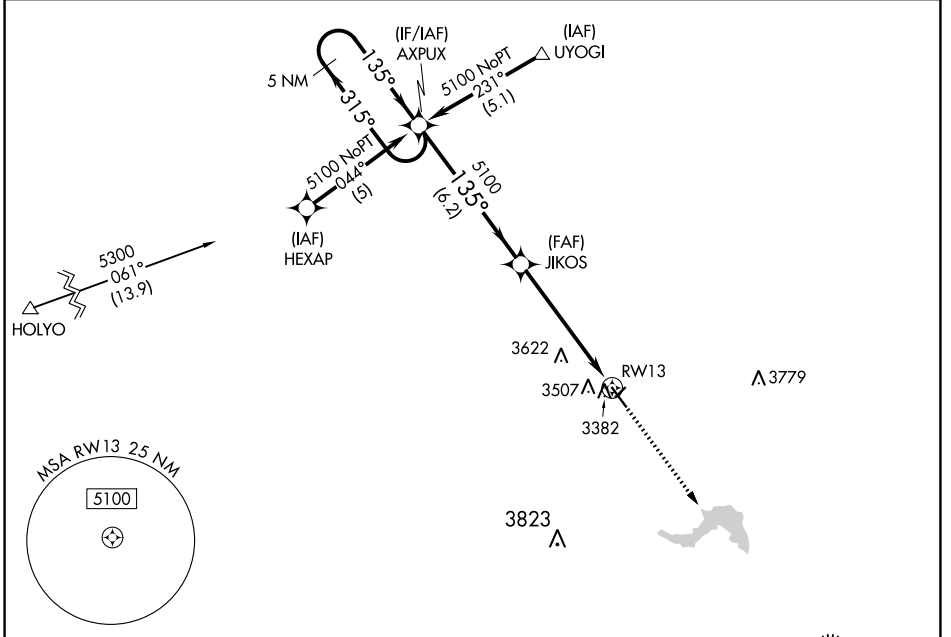 (IF/IAF)
AXPUX
(IAF)
UYOGI
5 NM
135°
315°
5100 NoPT
231°
(5.1)
5100 NoPT
044°
(5)
5100
135°
(6.2)
(IAF)
HEXAP
(FAF)
JIKOS
5300
061°
(13.9)
HOLYO
3622
RW13
3507
3779
3382
MSA RW13 25 NM
5100
3823